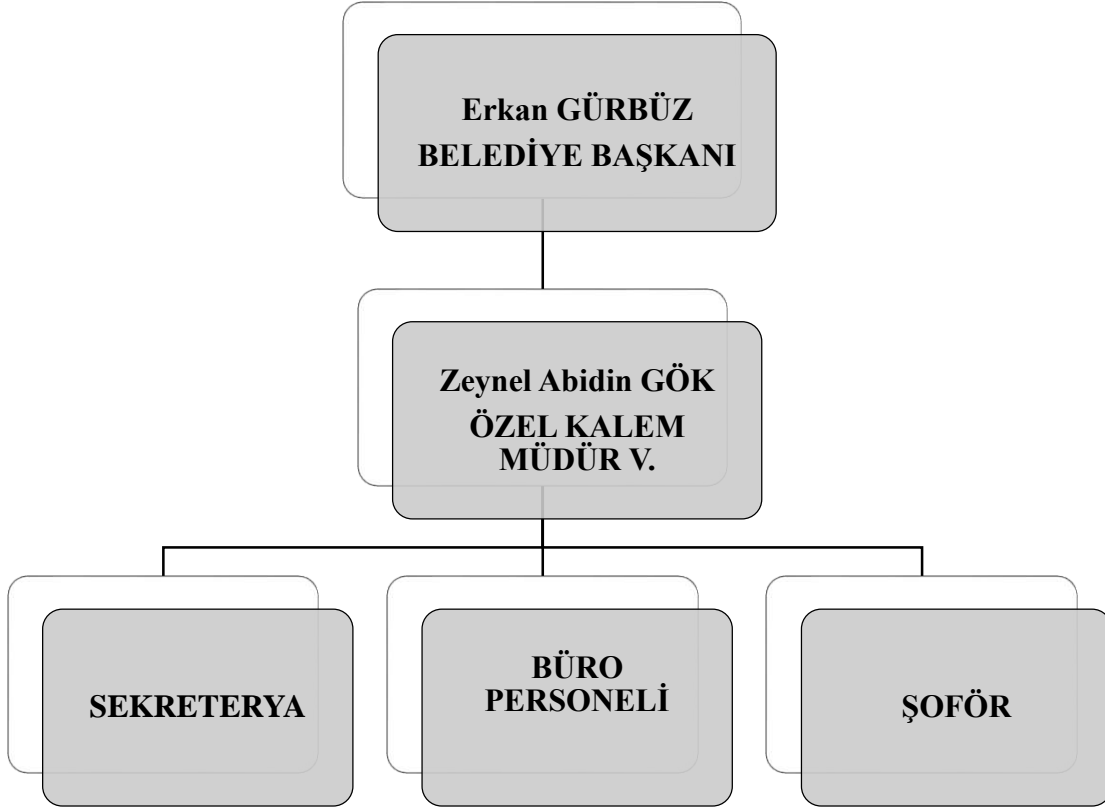 Erkan GÜRBÜZ
BELEDİYE BAŞKANI
Zeynel Abidin GÖK
ÖZEL KALEM
MÜDÜR V.
SEKRETERYA
BÜRO
PERSONELİ
ŞOFÖR